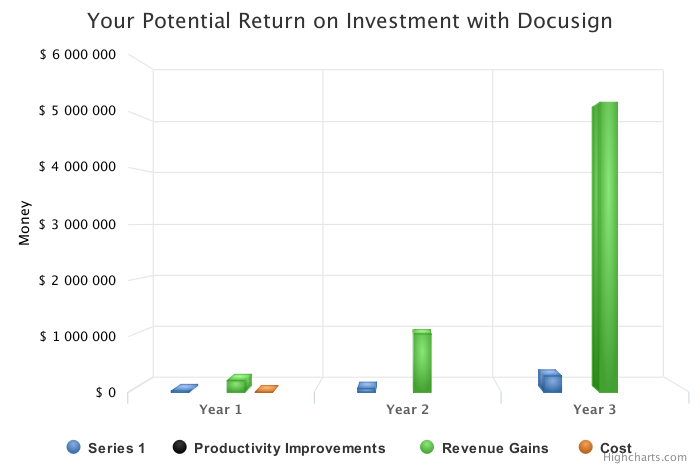 Your Potential Return on Investment with Docusign
$ 6 000 000
$ 5 000 000
$ 4 000 000
$ 3 000 000
$ 2 000 000
$ 1 000 000
$ 0
Money
Year 1
Year 2
Year 3
Series 1
Productivity Improvements
Revenue Gains
Cost
Highcharts.com